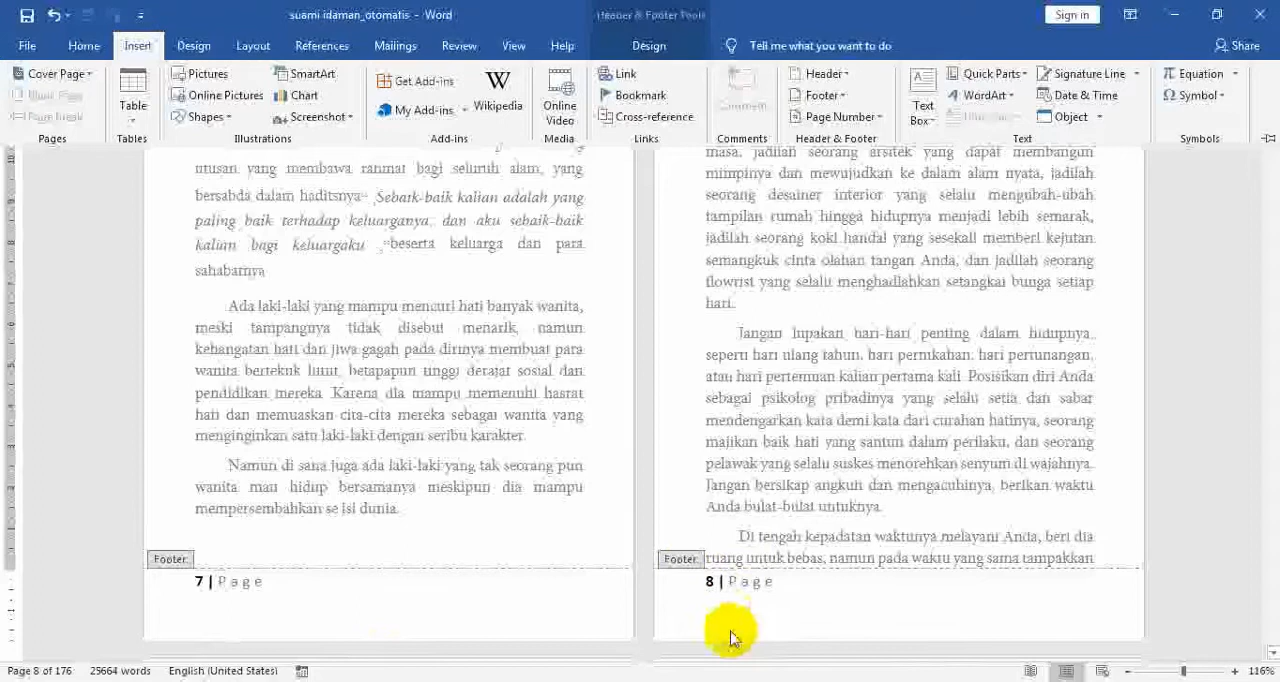 suami idaman_otomatis - Word
Header & Footer Tools
Sign in
File Home Insert Design Layout References Mailings Review View Help Design Tell me what you want to do Share
Cover Page
Blank Page
Page Break
Pages
Table
Tables
Pictures
Online Pictures
Shapes
SmartArt
Chart
Screenshot
Illustrations
Get Add-ins
My Add-ins
Wikipedia
Add-ins
Online Video
Media
Link
Bookmark
Cross-reference
Links
Comment
Comments
Header
Footer
Page Number
Header & Footer
Text Box
Quick Parts
WordArt
Signature Line
Date & Time
Object
Text
Equation
Symbol
Symbols
utusan yang membawa rahmat bagi seluruh alam, yang
bersabda dalam haditsnya Sebaik-baik kalian adalah yang
paling baik terhadap keluarganya, dan aku sebaik-baik
kalian bagi keluargaku beserta keluarga dan para
sahabatnya
Ada laki-laki yang mampu mencuri hati banyak wanita,
meski tampangnya tidak disebut menarik, namun
kehangatan hati dan jiwa gagah pada dirinya membuat para
wanita bertekuk lutut, betapapun tinggi derajat sosial dan
pendidikan mereka. Karena dia mampu memenuhi hasrat
hati dan memuaskan cita-cita mereka sebagai wanita yang
menginginkan satu laki-laki dengan seribu karakter.
Namun di sana juga ada laki-laki yang tak seorang pun
wanita mau hidup bersamanya meskipun dia mampu
mempersembahkan se isi dunia.
Footer
7 | Page
masa, jadilah seorang arsitek yang dapat membangun
mimpinya dan mewujudkan ke dalam alam nyata, jadilah
seorang desainer interior yang selalu mengubah-ubah
tampilan rumah hingga hidupnya menjadi lebih semarak,
jadilah seorang koki handal yang sesekali memberi kejutan
semangkuk cinta olahan tangan Anda, dan jadilah seorang
flowrist yang selalu menghadiahkan setangkai bunga setiap
hari.
Jangan lupakan hari-hari penting dalam hidupnya,
seperti hari ulang tahun, hari pernikahan, hari pertunangan,
atau hari pertemuan kalian pertama kali. Posisikan diri Anda
sebagai psikolog pribadinya yang selalu setia dan sabar
mendengarkan kata demi kata dari curahan hatinya, seorang
majikan baik hati yang santun dalam perilaku, dan seorang
pelawak yang selalu suskes menorehkan senyum di wajahnya.
Jangan bersikap angkuh dan mengacuhinya, berikan waktu
Anda bulat-bulat untuknya.
Di tengah kepadatan waktunya melayani Anda, beri dia
ruang untuk bebas, namun pada waktu yang sama tampakkan
Footer
8 | Page
Page 8 of 176 25664 words English (United States) 116%